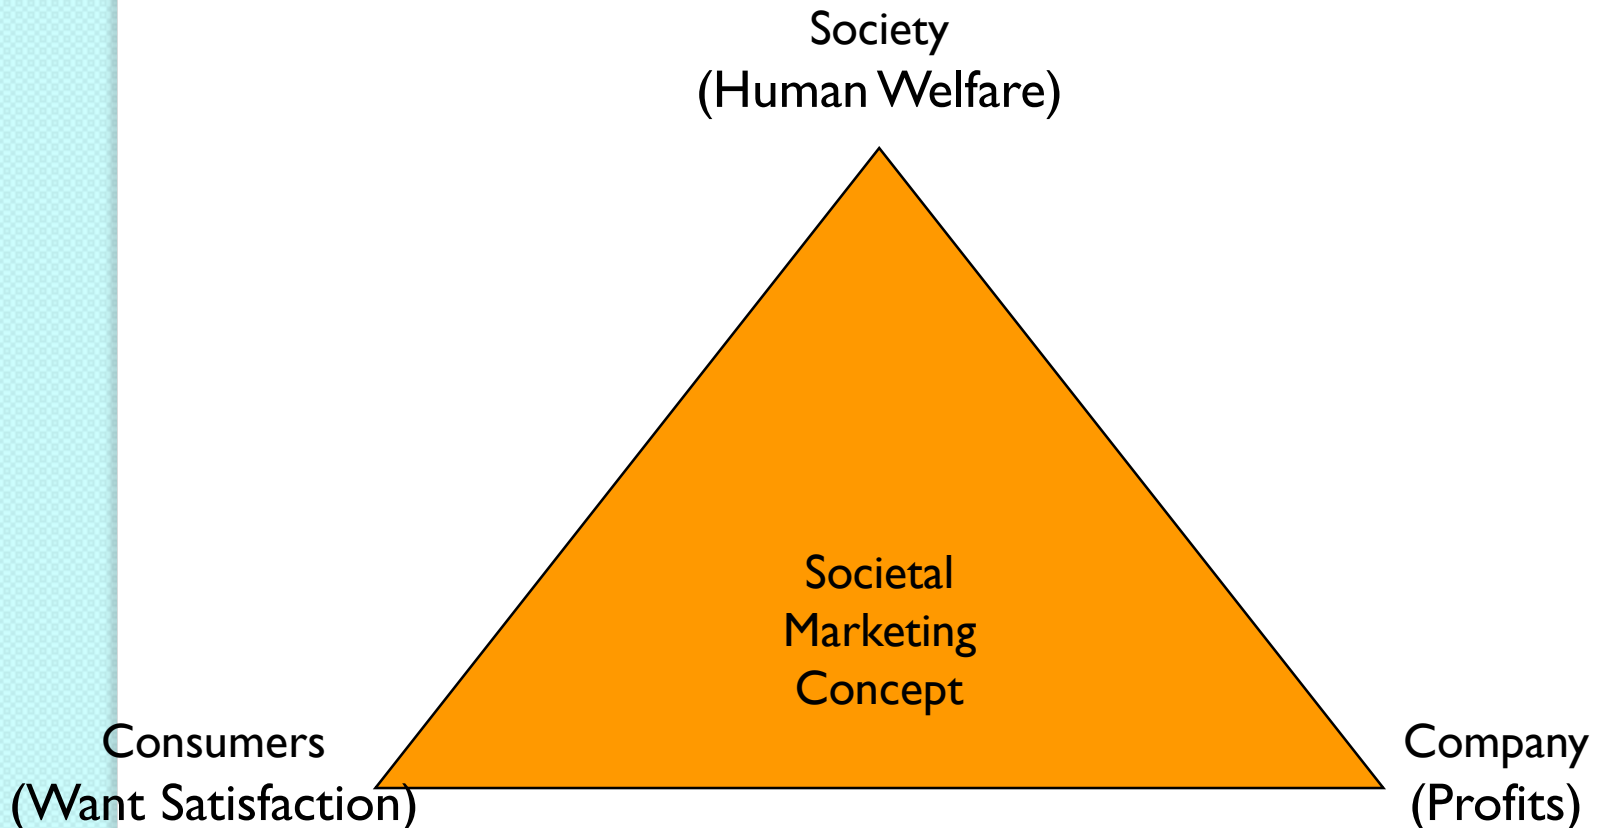 Society
(Human Welfare)
Societal
Marketing
Concept
Consumers
(Want Satisfaction)
Company
(Profits)